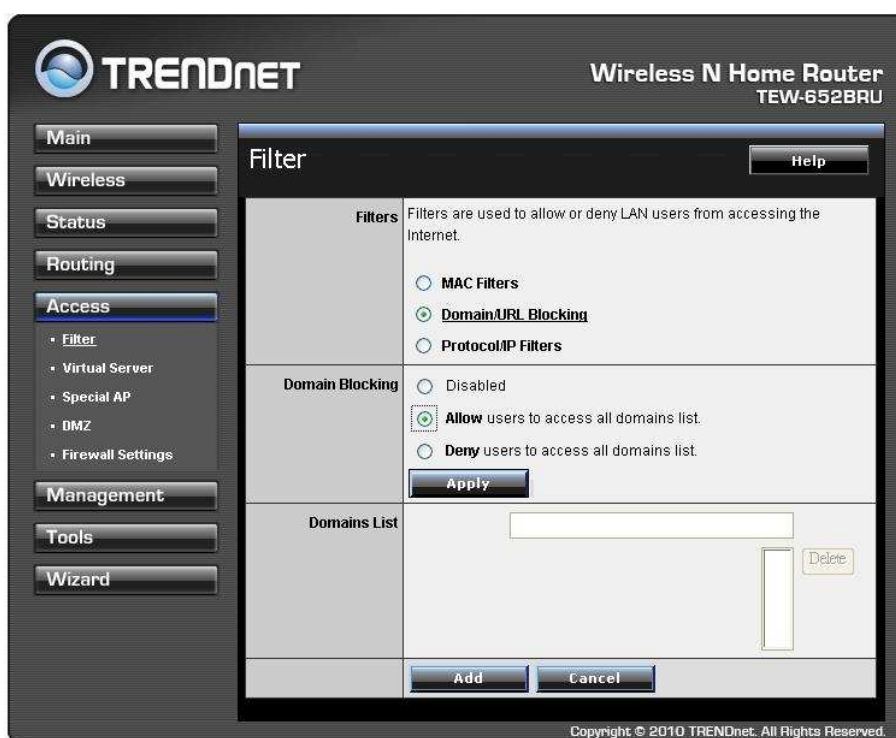 TRENDNET
Wireless N Home Router
TEW-652BRU
Main
Wireless
Status
Routing
Access
Filter
Virtual Server
Special AP
DMZ
Firewall Settings
Management
Tools
Wizard
Filter
Help
Filters
Filters are used to allow or deny LAN users from accessing the
Internet.
MAC Filters
Domain/URL Blocking
Protocol/IP Filters
Domain Blocking
Disabled
Allow users to access all domains list.
Deny users to access all domains list.
Apply
Domains List
Delete
Add
Cancel
Copyright © 2010 TRENDnet. All Rights Reserved.